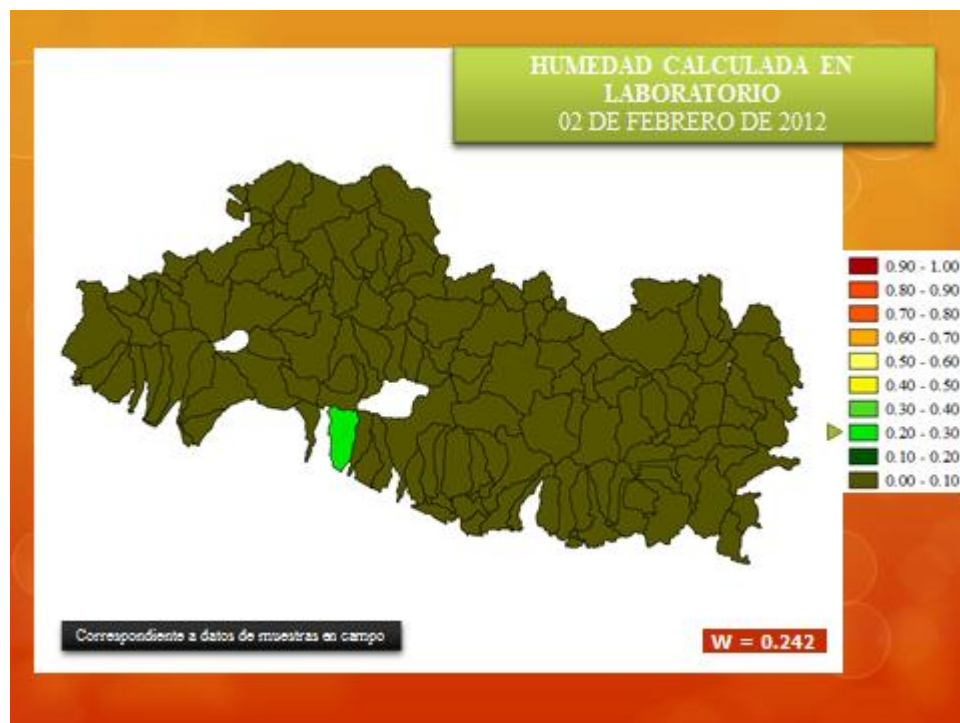 HUMEDAD CALCULADA EN
LABORATORIO
02 DE FEBRERO DE 2012
0.90 - 1.00
0.80 - 0.90
0.70 - 0.80
0.60 - 0.70
0.50 - 0.60
0.40 - 0.50
0.30 - 0.40
0.20 - 0.30
0.10 - 0.20
0.00 - 0.10
Correspondiente a datos de muestras en campo
W = 0.242